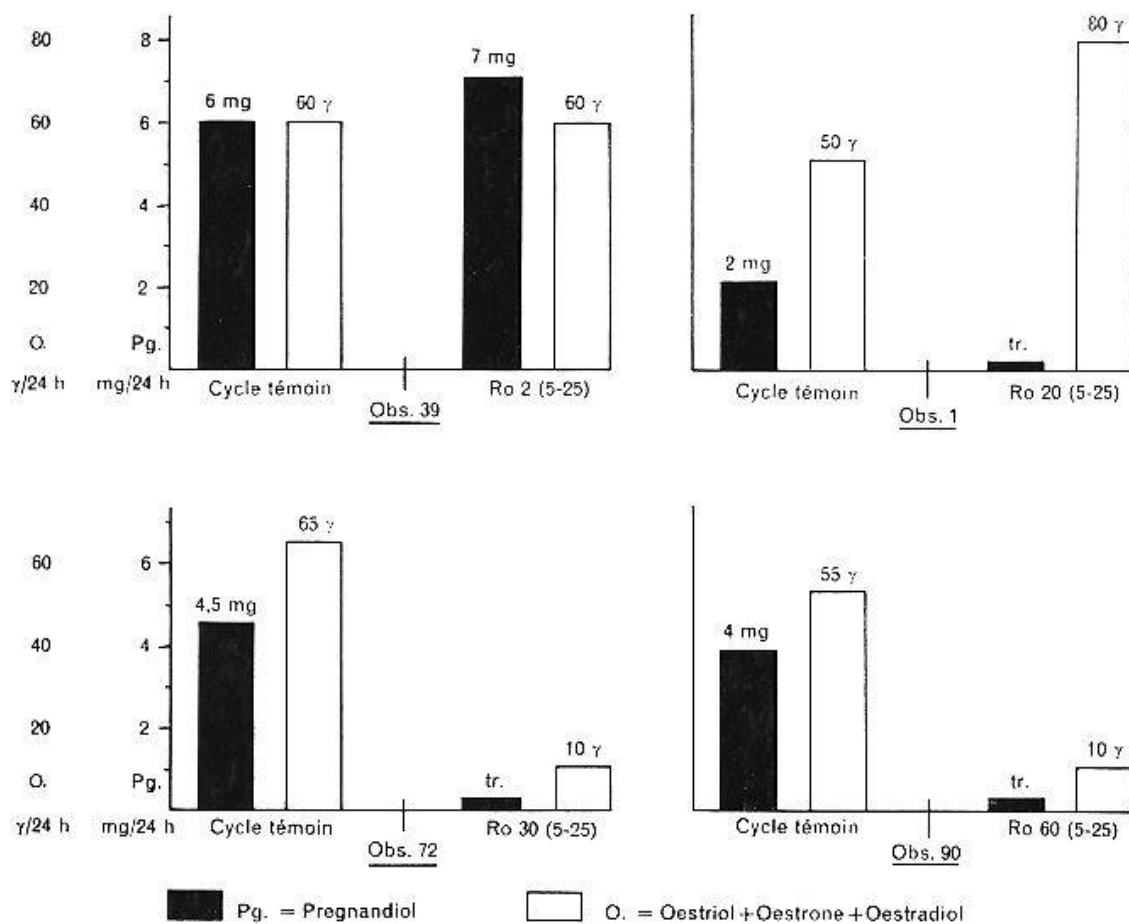 80
8
7 mg
80 γ
6 mg
60 γ
60 γ
60
6
50 γ
40
4
2 mg
20
2
tr.
O.
Pg.
γ/24 h
mg/24 h
Cycle témoin
Ro 2 (5-25)
Obs. 39
Cycle témoin
Ro 20 (5-25)
Obs. 1
65 γ
60
6
55 γ
4,5 mg
4 mg
40
4
20
2
10 γ
10 γ
tr.
tr.
O.
Pg.
γ/24 h
mg/24 h
Cycle témoin
Ro 30 (5-25)
Obs. 72
Cycle témoin
Ro 60 (5-25)
Obs. 90
Pg. = Pregnandiol
O. = Oestriol+Oestrone+Oestradiol